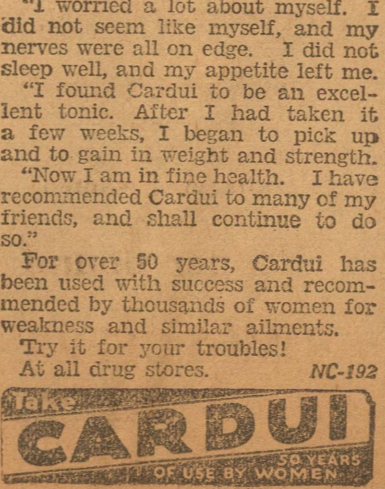 "I worried a lot about myself. I
did not seem like myself, and my
nerves were all on edge. I did not
sleep well, and my appetite left me.
"I found Cardui to be an excel-
lent tonic. After I had taken it
a few weeks, I began to pick up
and to gain in weight and strength.
"Now I am in fine health. I have
recommended Cardui to many of my
friends, and shall continue to do
so."
For over 50 years, Cardui has
been used with success and recom-
mended by thousands of women for
weakness and similar ailments.
Try it for your troubles!
At all drug stores. NC-192
Take
CARDUI
50 YEARS
OF USE BY WOMEN